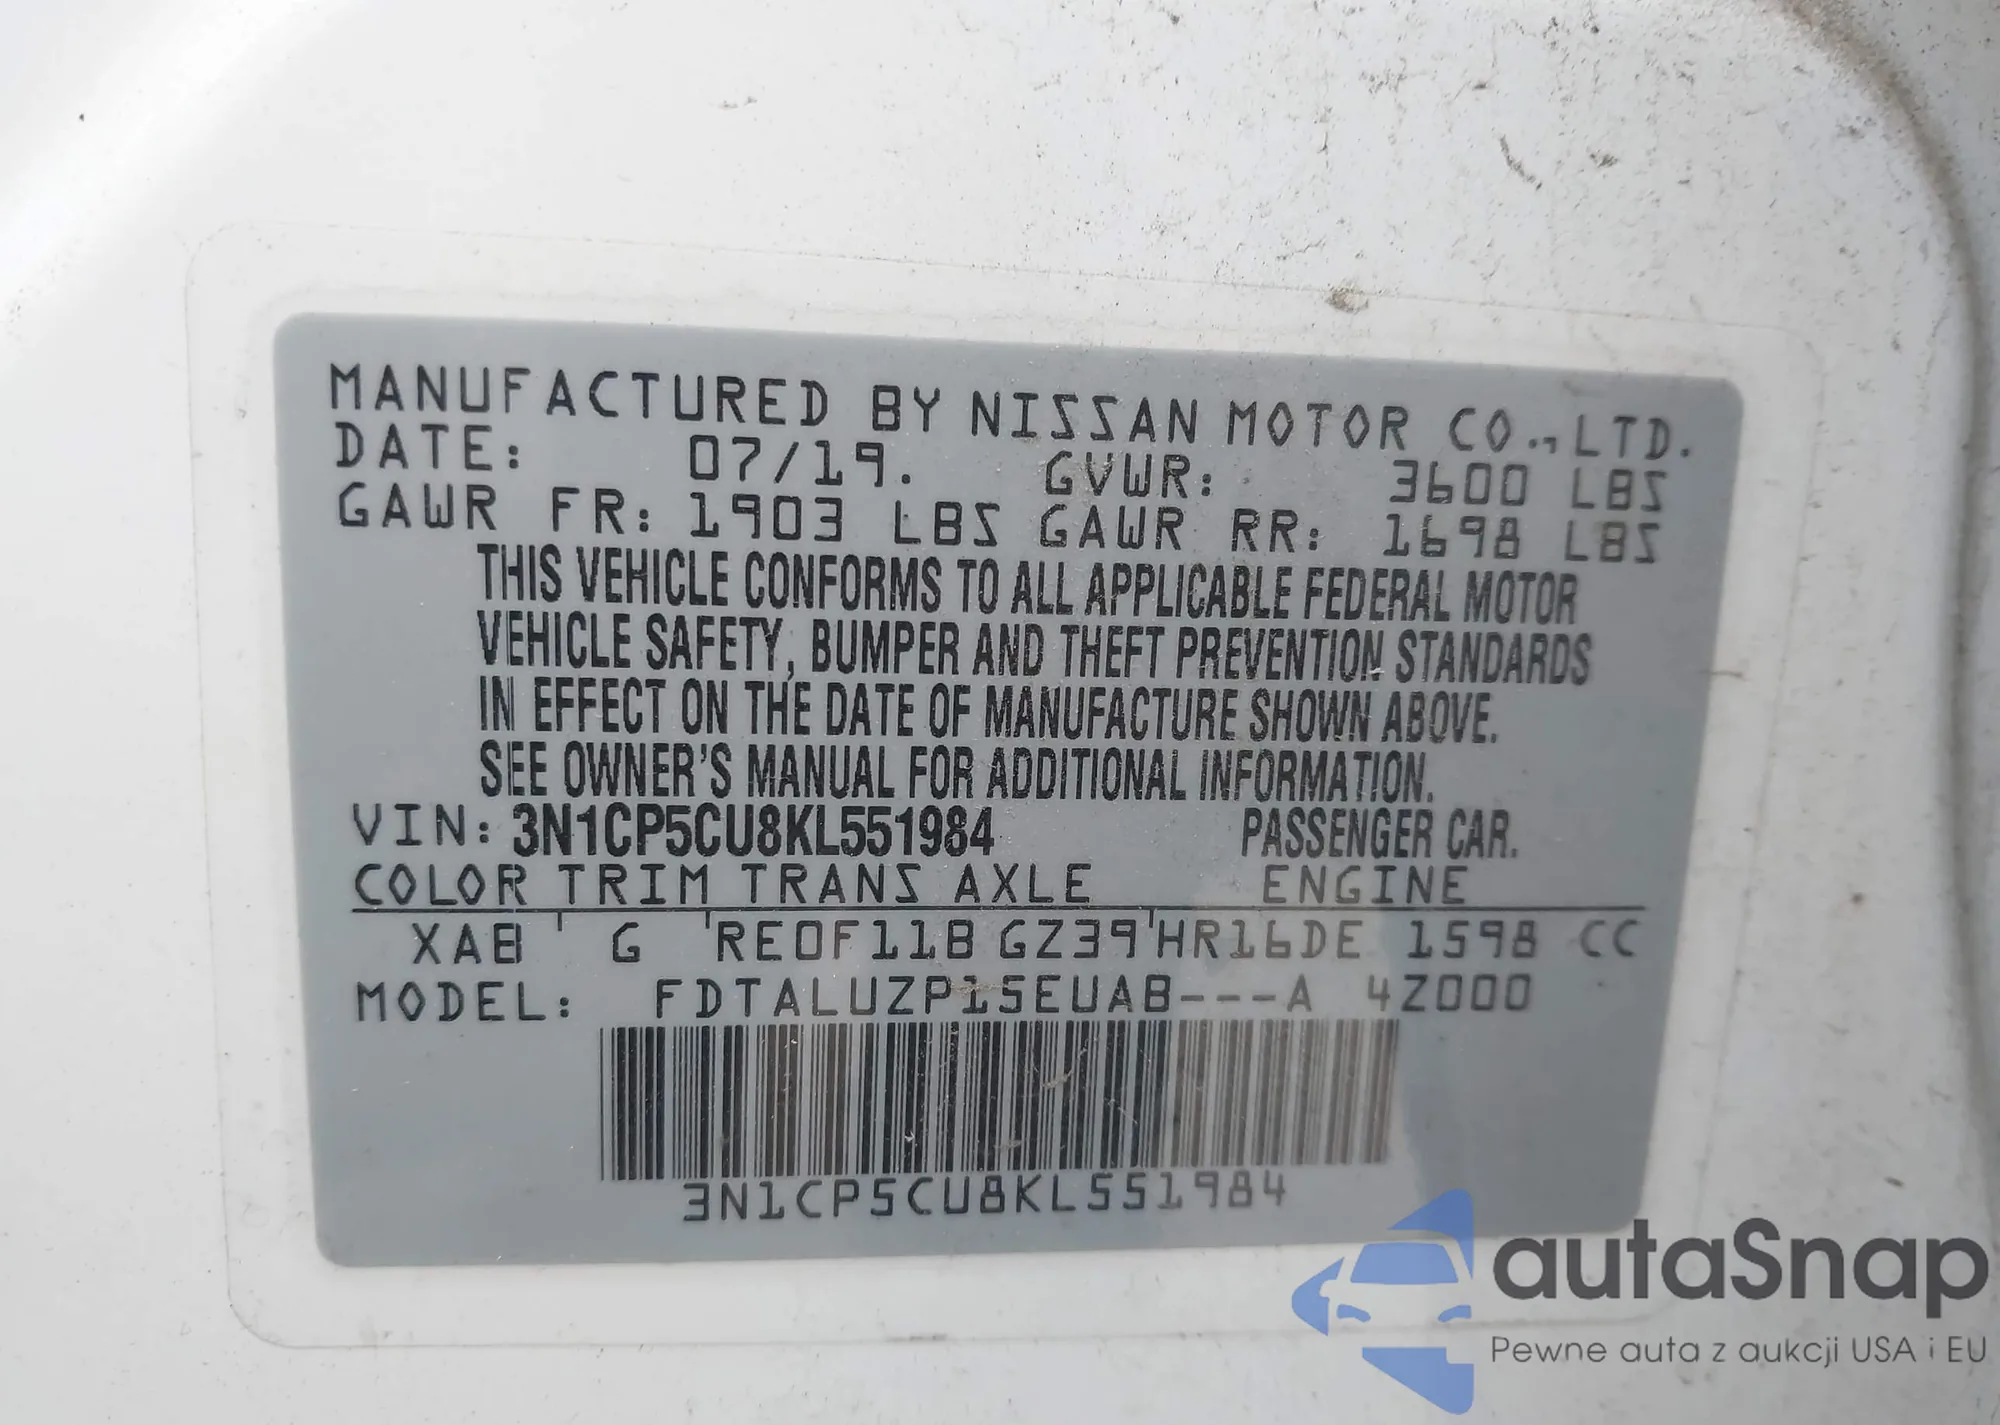 MANUFACTURED BY NISSAN MOTOR CO.,LTD.
DATE: 07/19. GVWR: 3600 LBS
GAWR FR: 1903 LBS GAWR RR: 1698 LBS
THIS VEHICLE CONFORMS TO ALL APPLICABLE FEDERAL MOTOR
VEHICLE SAFETY, BUMPER AND THEFT PREVENTION STANDARDS
IN EFFECT ON THE DATE OF MANUFACTURE SHOWN ABOVE.
SEE OWNER'S MANUAL FOR ADDITIONAL INFORMATION.
VIN: 3N1CP5CU8KL551984 PASSENGER CAR.
COLOR TRIM TRANS AXLE ENGINE
XAB ' G 'RE0F11B GZ39'HR16DE 1598 CC
MODEL: FDTALUZP15EUAB---A 4Z000
3N1CP5CU8KL551984
autaSnap
Pewne auta z aukcji USA i EU